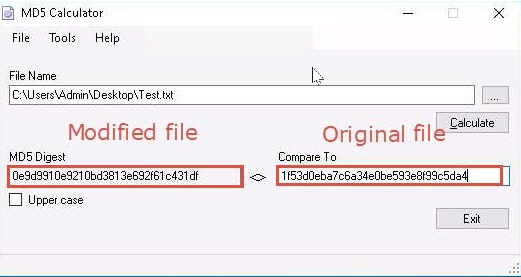 MD5 Calculator
File Tools Help
File Name
C:\Users\Admin\Desktop\Test.txt
...
Calculate
Modified file
Original file
MD5 Digest
Compare To
0e9d9910e9210bd3813e692f61c431df
<>
1f53d0eba7c6a34e0be593e8f99c5da4
Upper case
Exit